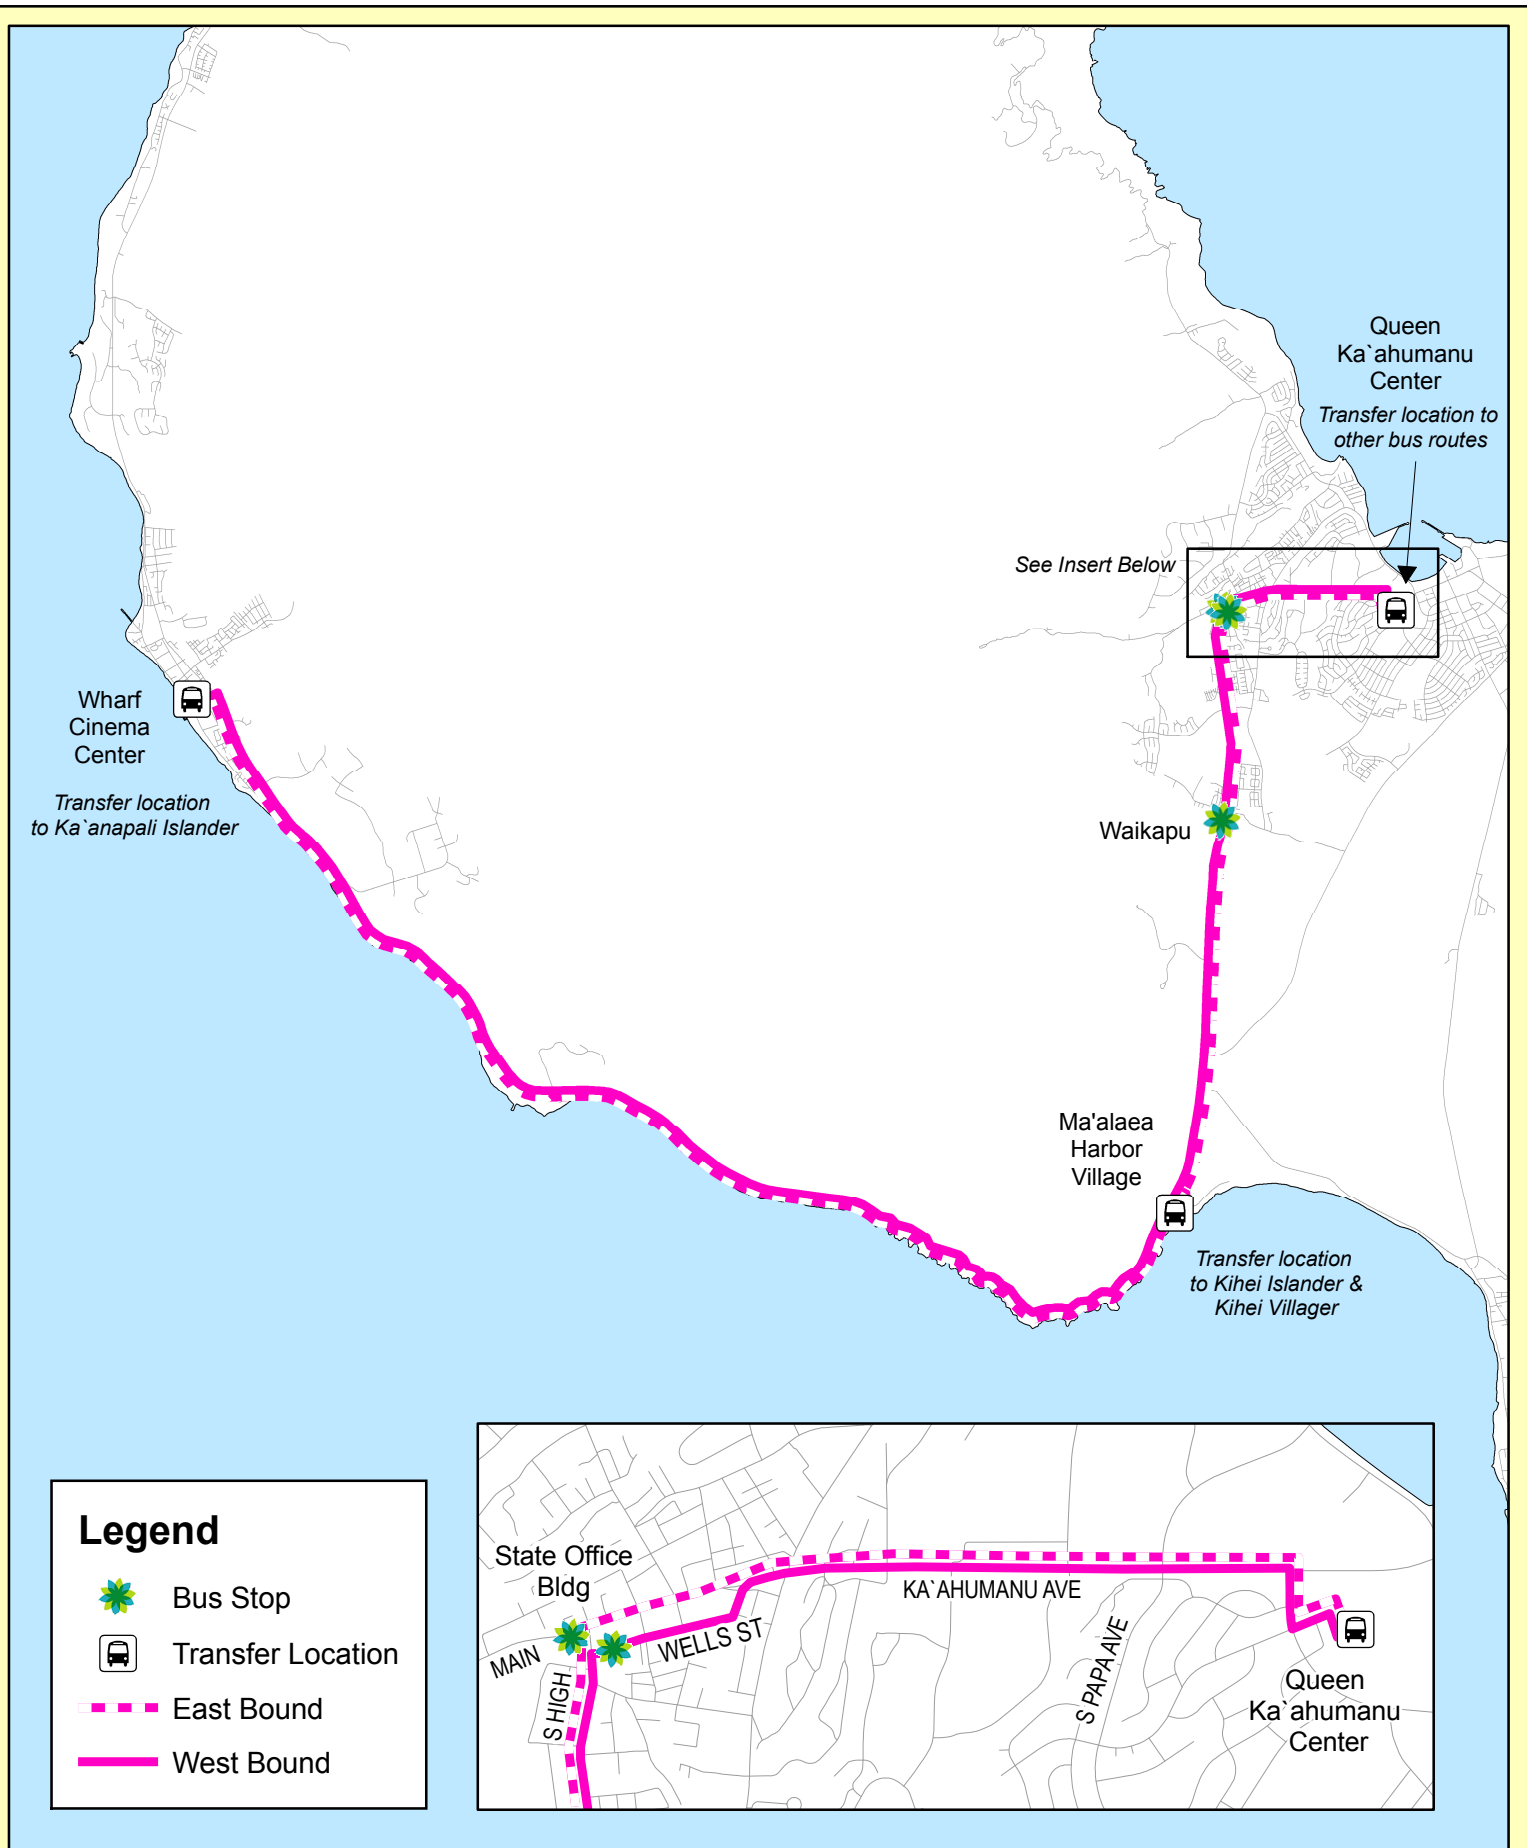 Queen
Ka`ahumanu
Center
Transfer location to
other bus routes
See Insert Below
Wharf
Cinema
Center
Transfer location
to Ka`anapali Islander
Waikapu
Ma'alaea
Harbor
Village
Transfer location
to Kihei Islander &
Kihei Villager
Legend
Bus Stop
Transfer Location
East Bound
West Bound
State Office
Bldg
MAIN
S HIGH
WELLS ST
KA`AHUMANU AVE
S PAPA AVE
Queen
Ka`ahumanu
Center